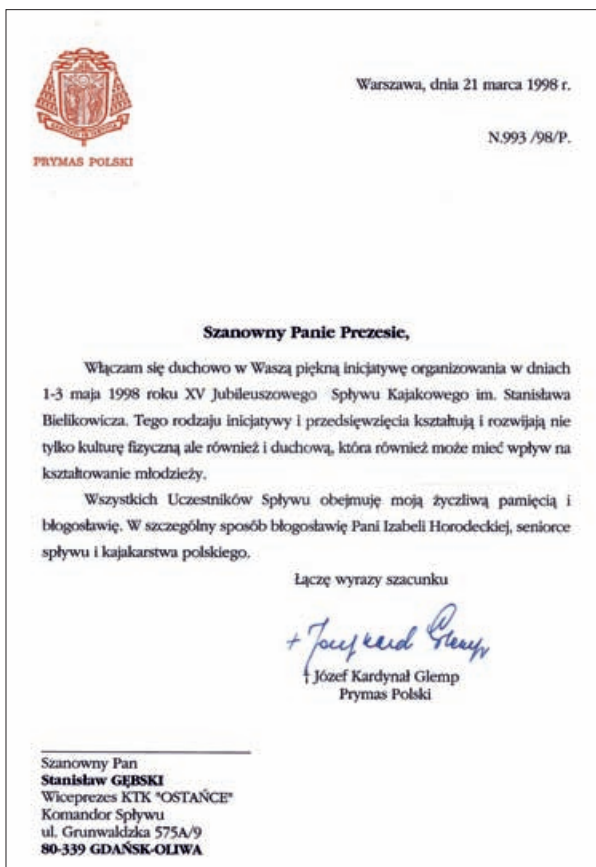 Warszawa, dnia 21 marca 1998 r.
N.993 /98/P.
PRYMAS POLSKI
Szanowny Panie Prezesie,
Włączam się duchowo w Waszą piękną inicjatywę organizowania w dniach
1-3 maja 1998 roku XV Jubileuszowego Spływu Kajakowego im. Stanisława
Bielikowicza. Tego rodzaju inicjatywy i przedsięwzięcia kształtują i rozwijają nie
tylko kulturę fizyczną ale również i duchową, która również może mieć wpływ na
kształtowanie młodzieży.
Wszystkich Uczestników Spływu obejmuję moją życzliwą pamięcią i
błogosławię. W szczególny sposób błogosławię Pani Izabeli Horodeckiej, seniorce
spływu i kajakarstwa polskiego.
Łączę wyrazy szacunku
+ Józef kard Glemp
† Józef Kardynał Glemp
Prymas Polski
Szanowny Pan
Stanisław GĘBSKI
Wiceprezes KTK "OSTAŃCE"
Komandor Spływu
ul. Grunwaldzka 575A/9
80-339 GDAŃSK-OLIWA